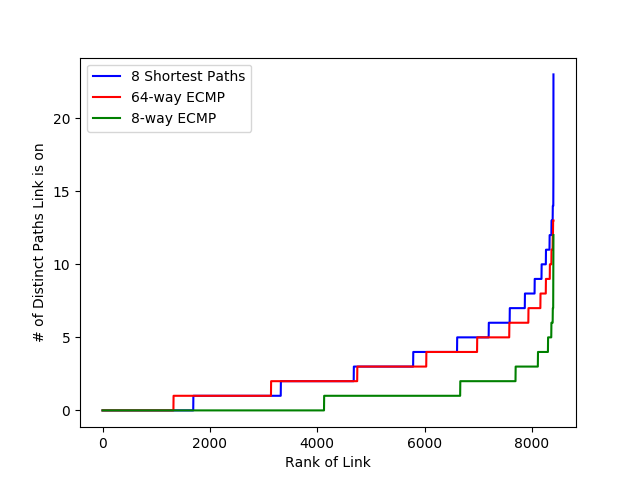 8 Shortest Paths
64-way ECMP
8-way ECMP
# of Distinct Paths Link is on
20
15
10
5
0
0 2000 4000 6000 8000
Rank of Link